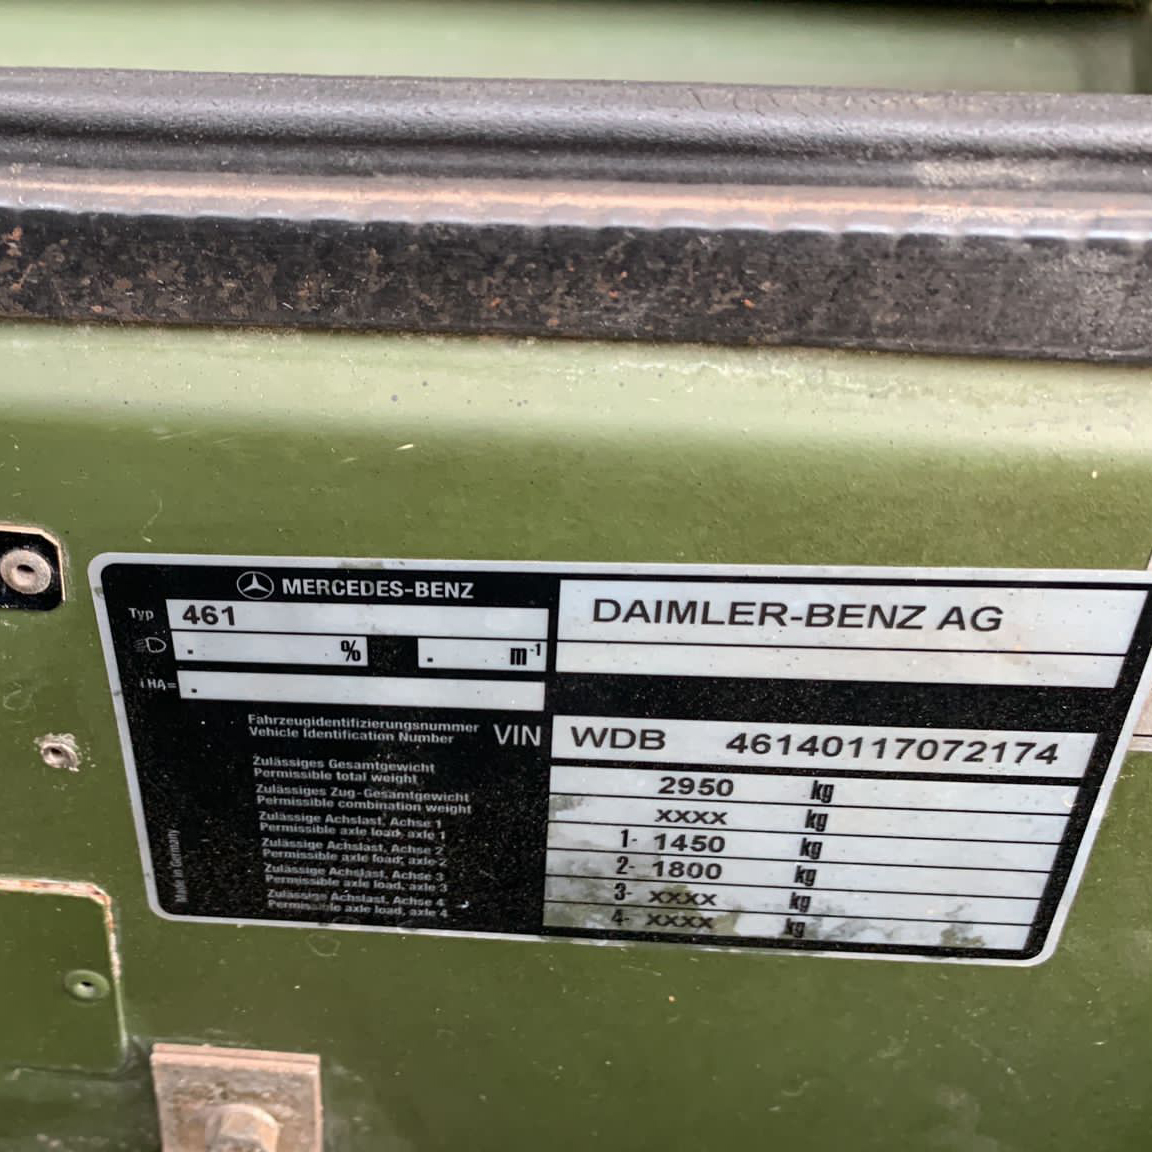 MERCEDES-BENZ
DAIMLER-BENZ AG
Typ 461
. % . m-1
i HA= .
Fahrzeugidentifizierungsnummer
Vehicle Identification Number
VIN WDB 46140117072174
Zulässiges Gesamtgewicht
Permissible total weight
2950 kg
Zulässiges Zug-Gesamtgewicht
Permissible combination weight
xxxx kg
Zulässige Achslast, Achse 1
Permissible axle load, axle 1
1- 1450 kg
Zulässige Achslast, Achse 2
Permissible axle load, axle 2
2- 1800 kg
Zulässige Achslast, Achse 3
Permissible axle load, axle 3
3- xxxx kg
Zulässige Achslast, Achse 4
Permissible axle load, axle 4
4- xxxx kg
Made in Germany